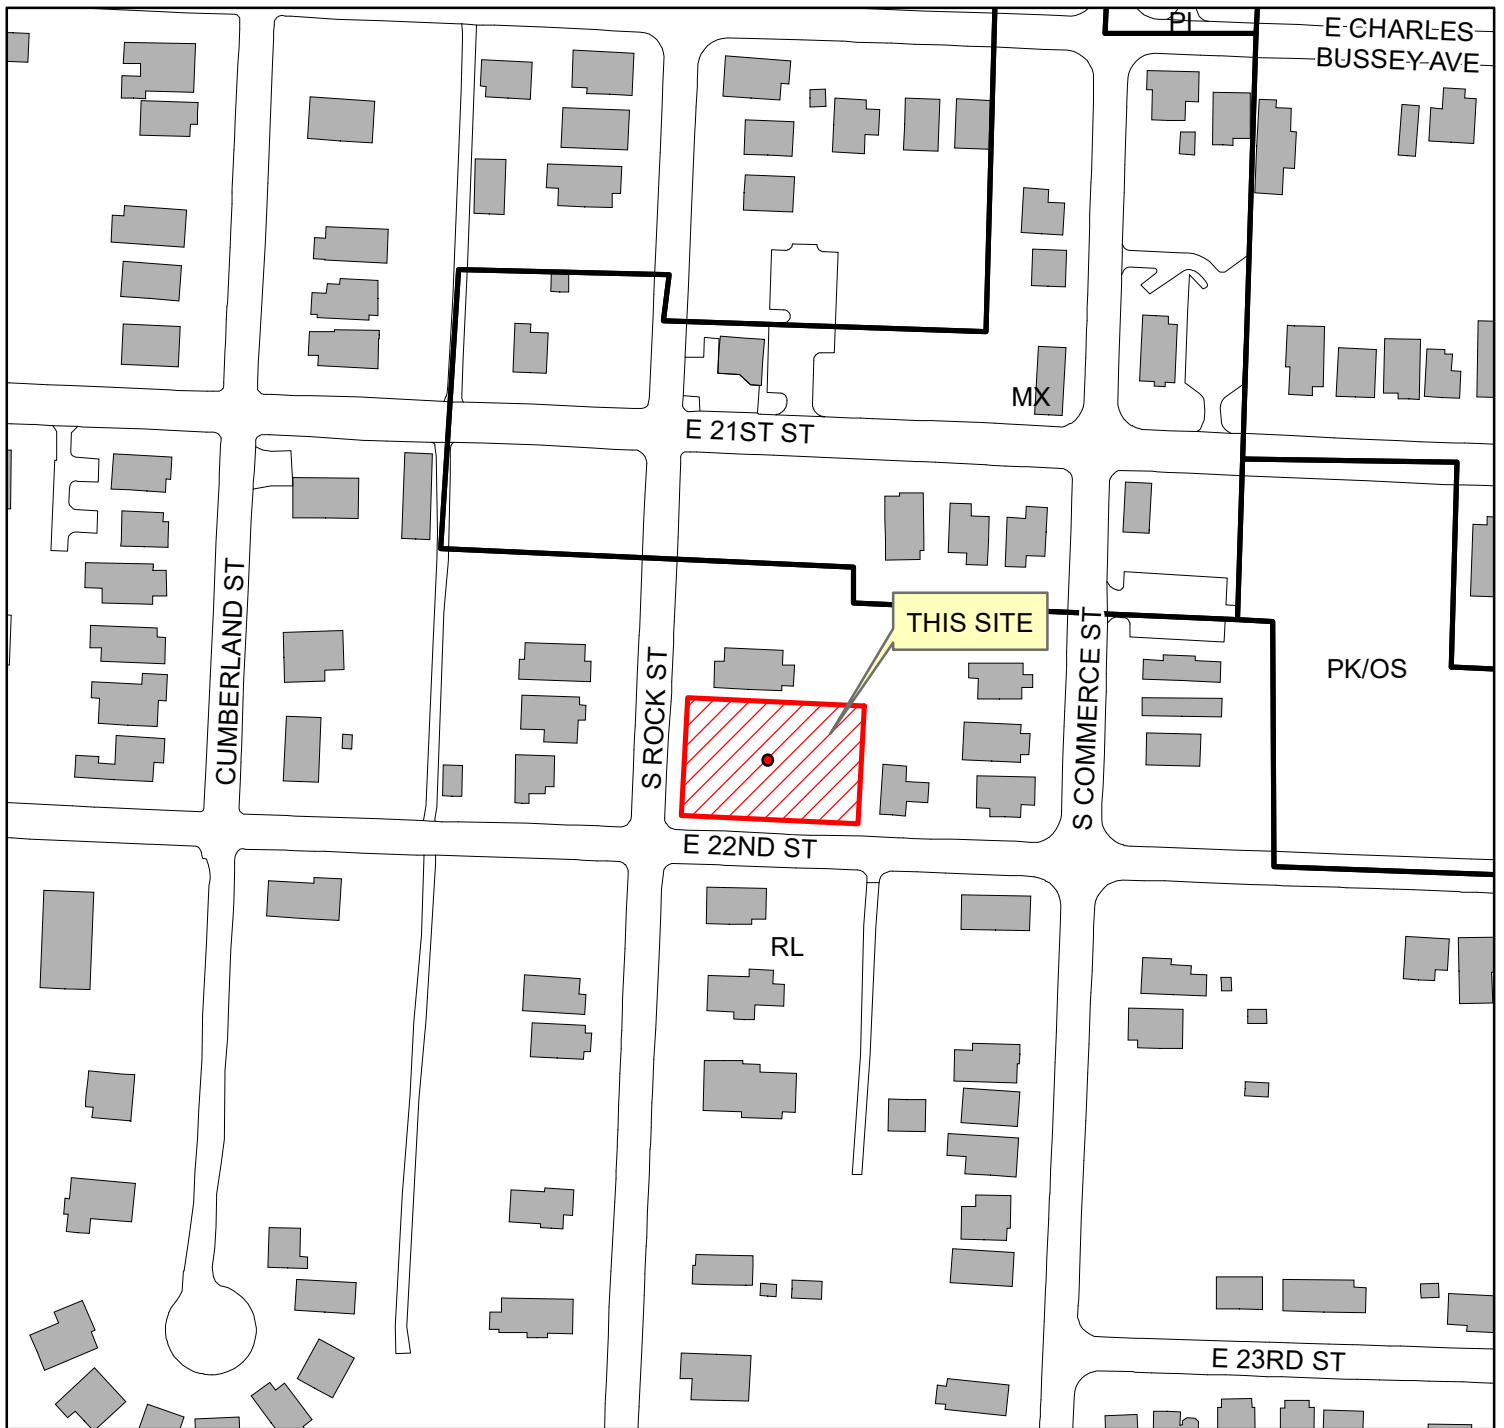 PI
E CHARLES
BUSSEY AVE
MX
E 21ST ST
THIS SITE
CUMBERLAND ST
S ROCK ST
S COMMERCE ST
PK/OS
E 22ND ST
RL
E 23RD ST